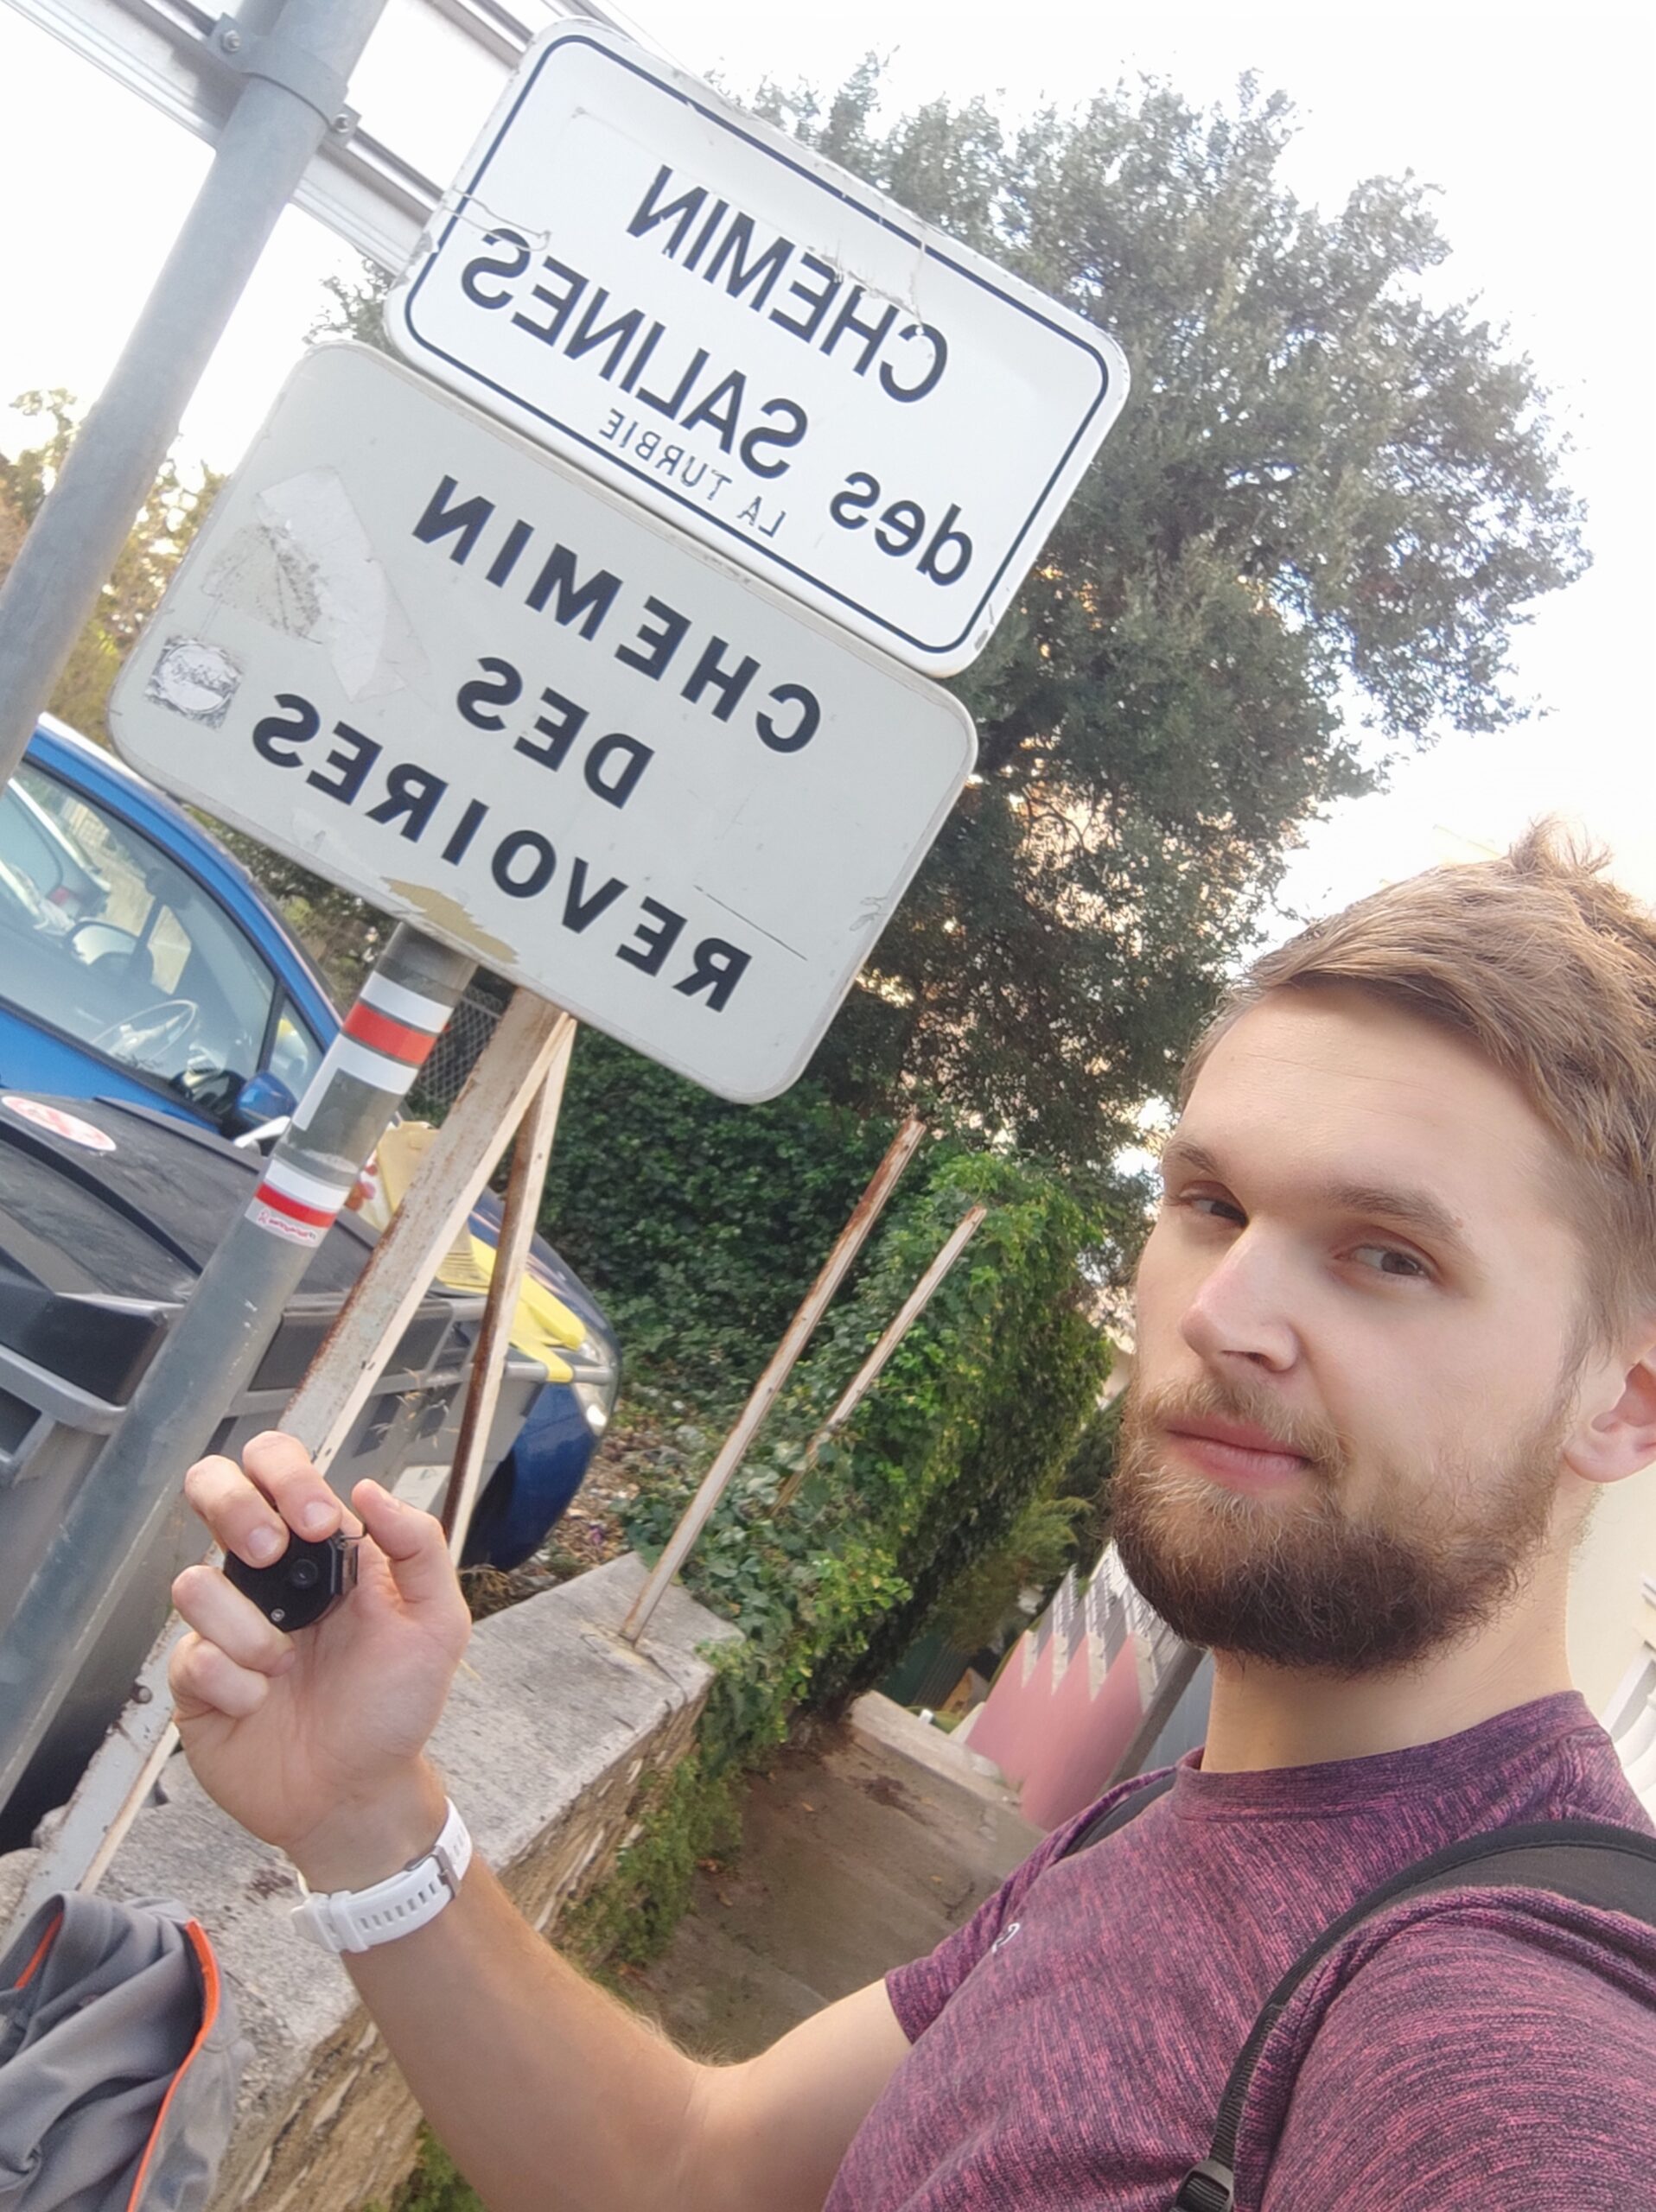 CHEMIN
des SALINES
LA TURBIE
CHEMIN
DES
REVOIRES